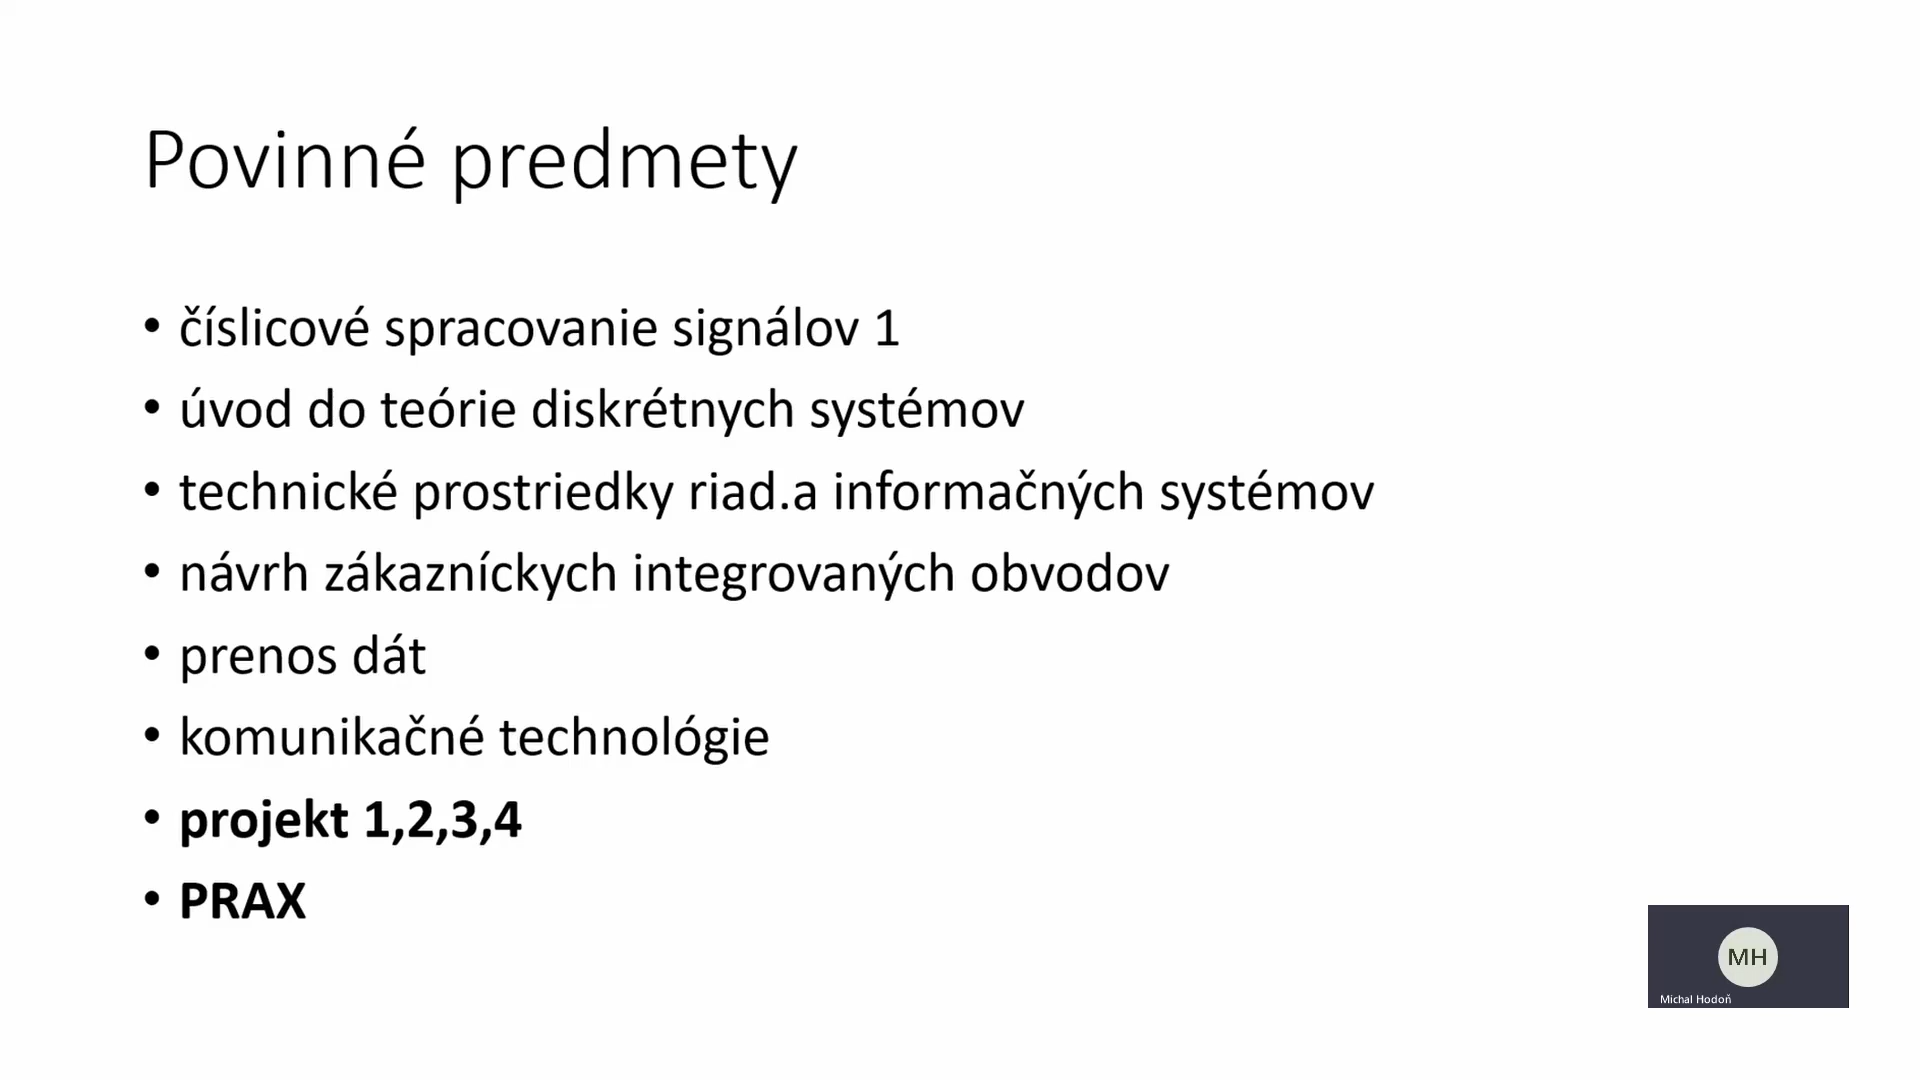 Povinné predmety
• číslicové spracovanie signálov 1
• úvod do teórie diskrétnych systémov
• technické prostriedky riad.a informačných systémov
• návrh zákazníckych integrovaných obvodov
• prenos dát
• komunikačné technológie
• projekt 1,2,3,4
• PRAX
MH
Michal Hodoň